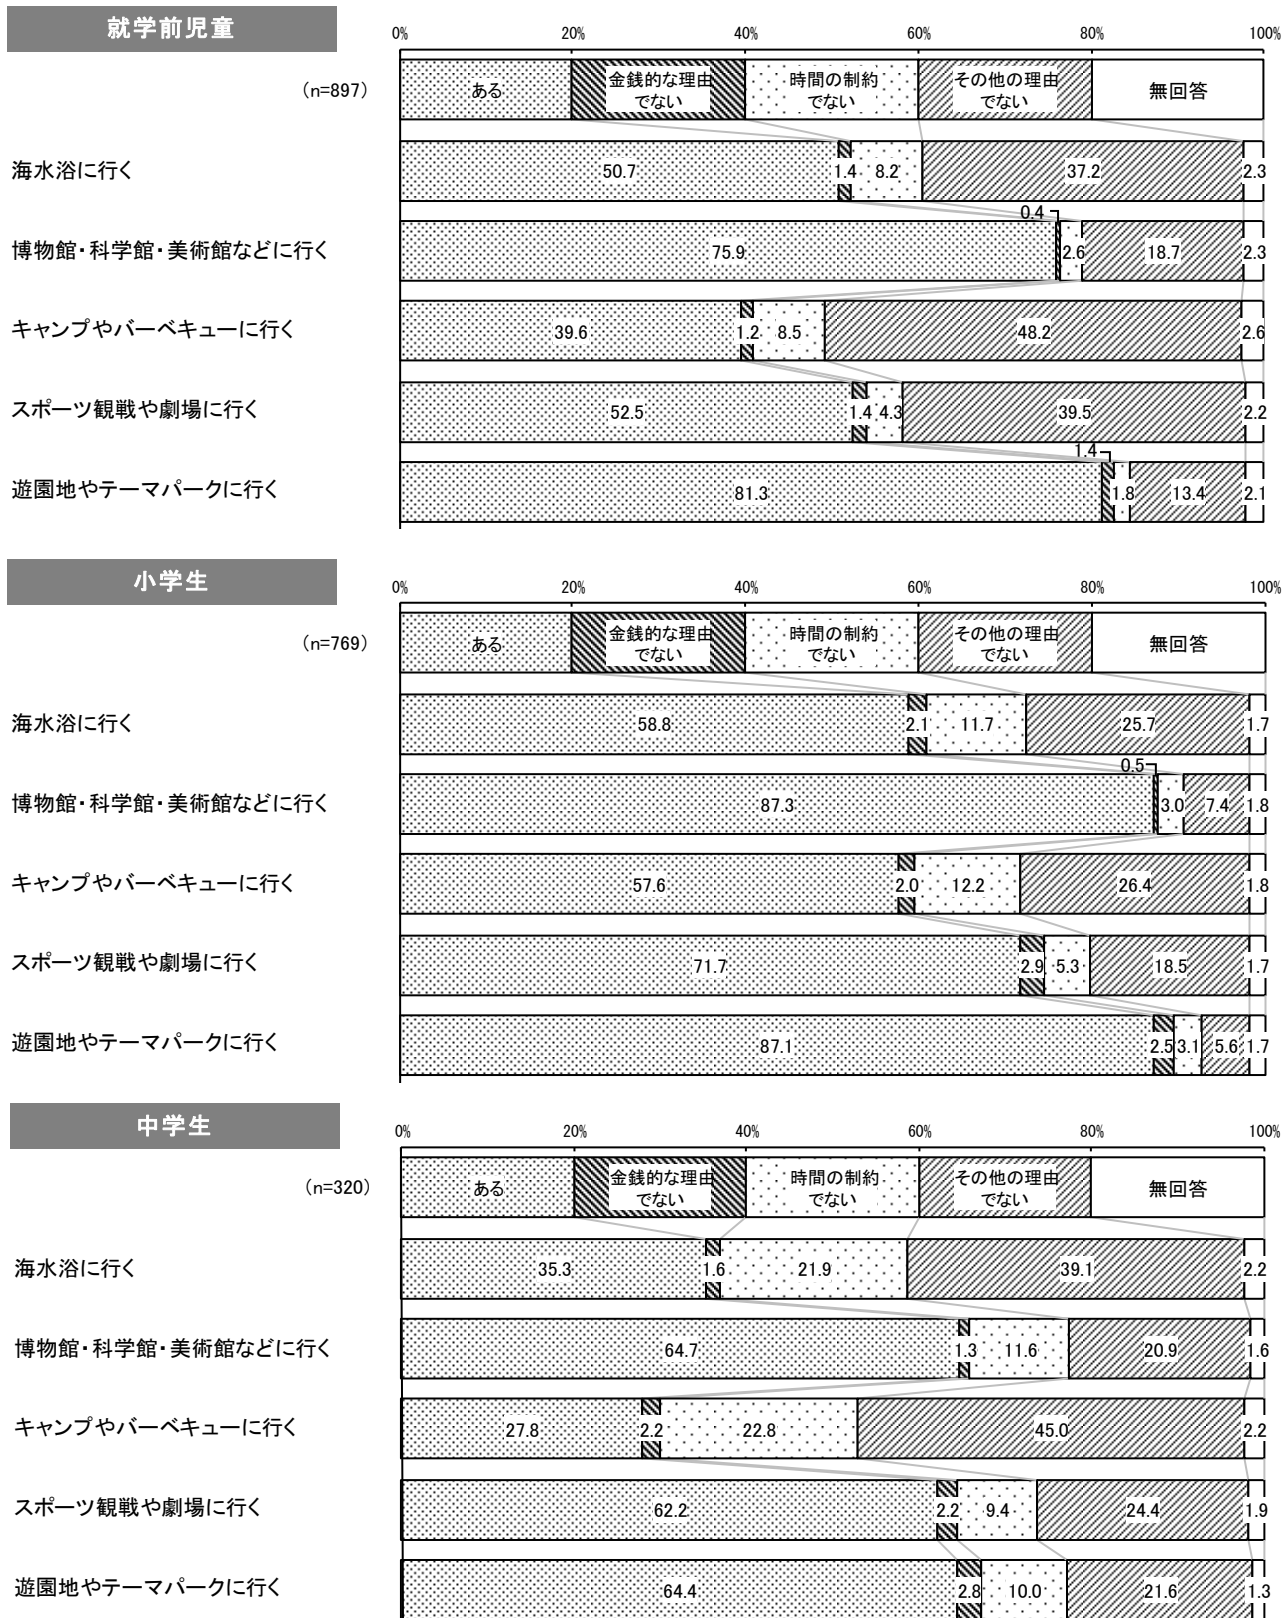 就学前児童
0% 20% 40% 60% 80% 100%
(n=897)
ある 金銭的な理由でない 時間の制約でない その他の理由でない 無回答
海水浴に行く 50.7 1.4 8.2 37.2 2.3
0.4
博物館・科学館・美術館などに行く 75.9 2.6 18.7 2.3
キャンプやバーベキューに行く 39.6 1.2 8.5 48.2 2.6
スポーツ観戦や劇場に行く 52.5 1.4 4.3 39.5 2.2
1.4
遊園地やテーマパークに行く 81.3 1.8 13.4 2.1
小学生
0% 20% 40% 60% 80% 100%
(n=769)
ある 金銭的な理由でない 時間の制約でない その他の理由でない 無回答
海水浴に行く 58.8 2.1 11.7 25.7 1.7
0.5
博物館・科学館・美術館などに行く 87.3 3.0 7.4 1.8
キャンプやバーベキューに行く 57.6 2.0 12.2 26.4 1.8
スポーツ観戦や劇場に行く 71.7 2.9 5.3 18.5 1.7
遊園地やテーマパークに行く 87.1 2.5 3.1 5.6 1.7
中学生
0% 20% 40% 60% 80% 100%
(n=320)
ある 金銭的な理由でない 時間の制約でない その他の理由でない 無回答
海水浴に行く 35.3 1.6 21.9 39.1 2.2
博物館・科学館・美術館などに行く 64.7 1.3 11.6 20.9 1.6
キャンプやバーベキューに行く 27.8 2.2 22.8 45.0 2.2
スポーツ観戦や劇場に行く 62.2 2.2 9.4 24.4 1.9
遊園地やテーマパークに行く 64.4 2.8 10.0 21.6 1.3